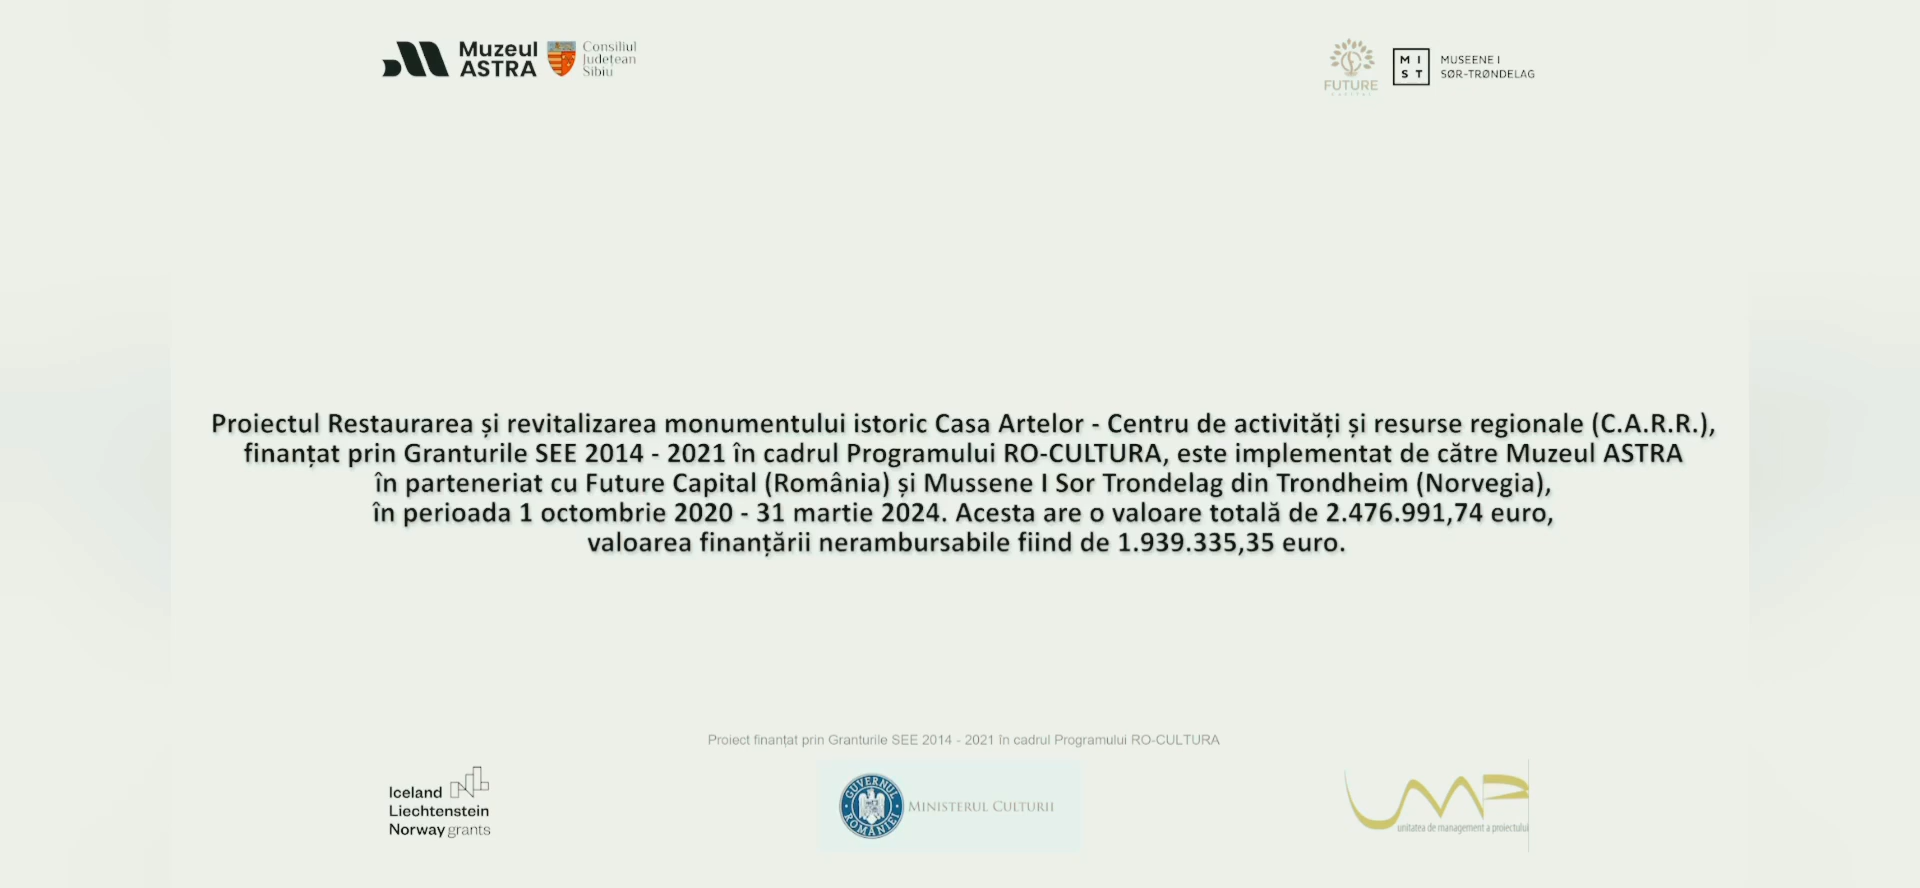 Muzeul
ASTRA
Consiliul
Județean
Sibiu
FUTURE
CAPITAL
M I
S T
MUSEENE I
SØR-TRØNDELAG
Proiectul Restaurarea și revitalizarea monumentului istoric Casa Artelor - Centru de activități și resurse regionale (C.A.R.R.),
finanțat prin Granturile SEE 2014 - 2021 în cadrul Programului RO-CULTURA, este implementat de către Muzeul ASTRA
în parteneriat cu Future Capital (România) și Mussene I Sor Trondelag din Trondheim (Norvegia),
în perioada 1 octombrie 2020 - 31 martie 2024. Acesta are o valoare totală de 2.476.991,74 euro,
valoarea finanțării nerambursabile fiind de 1.939.335,35 euro.
Proiect finanțat prin Granturile SEE 2014 - 2021 în cadrul Programului RO-CULTURA
Iceland
Liechtenstein
Norway grants
GUVERNUL
ROMÂNIEI
MINISTERUL CULTURII
UMP
unitatea de management a proiectului